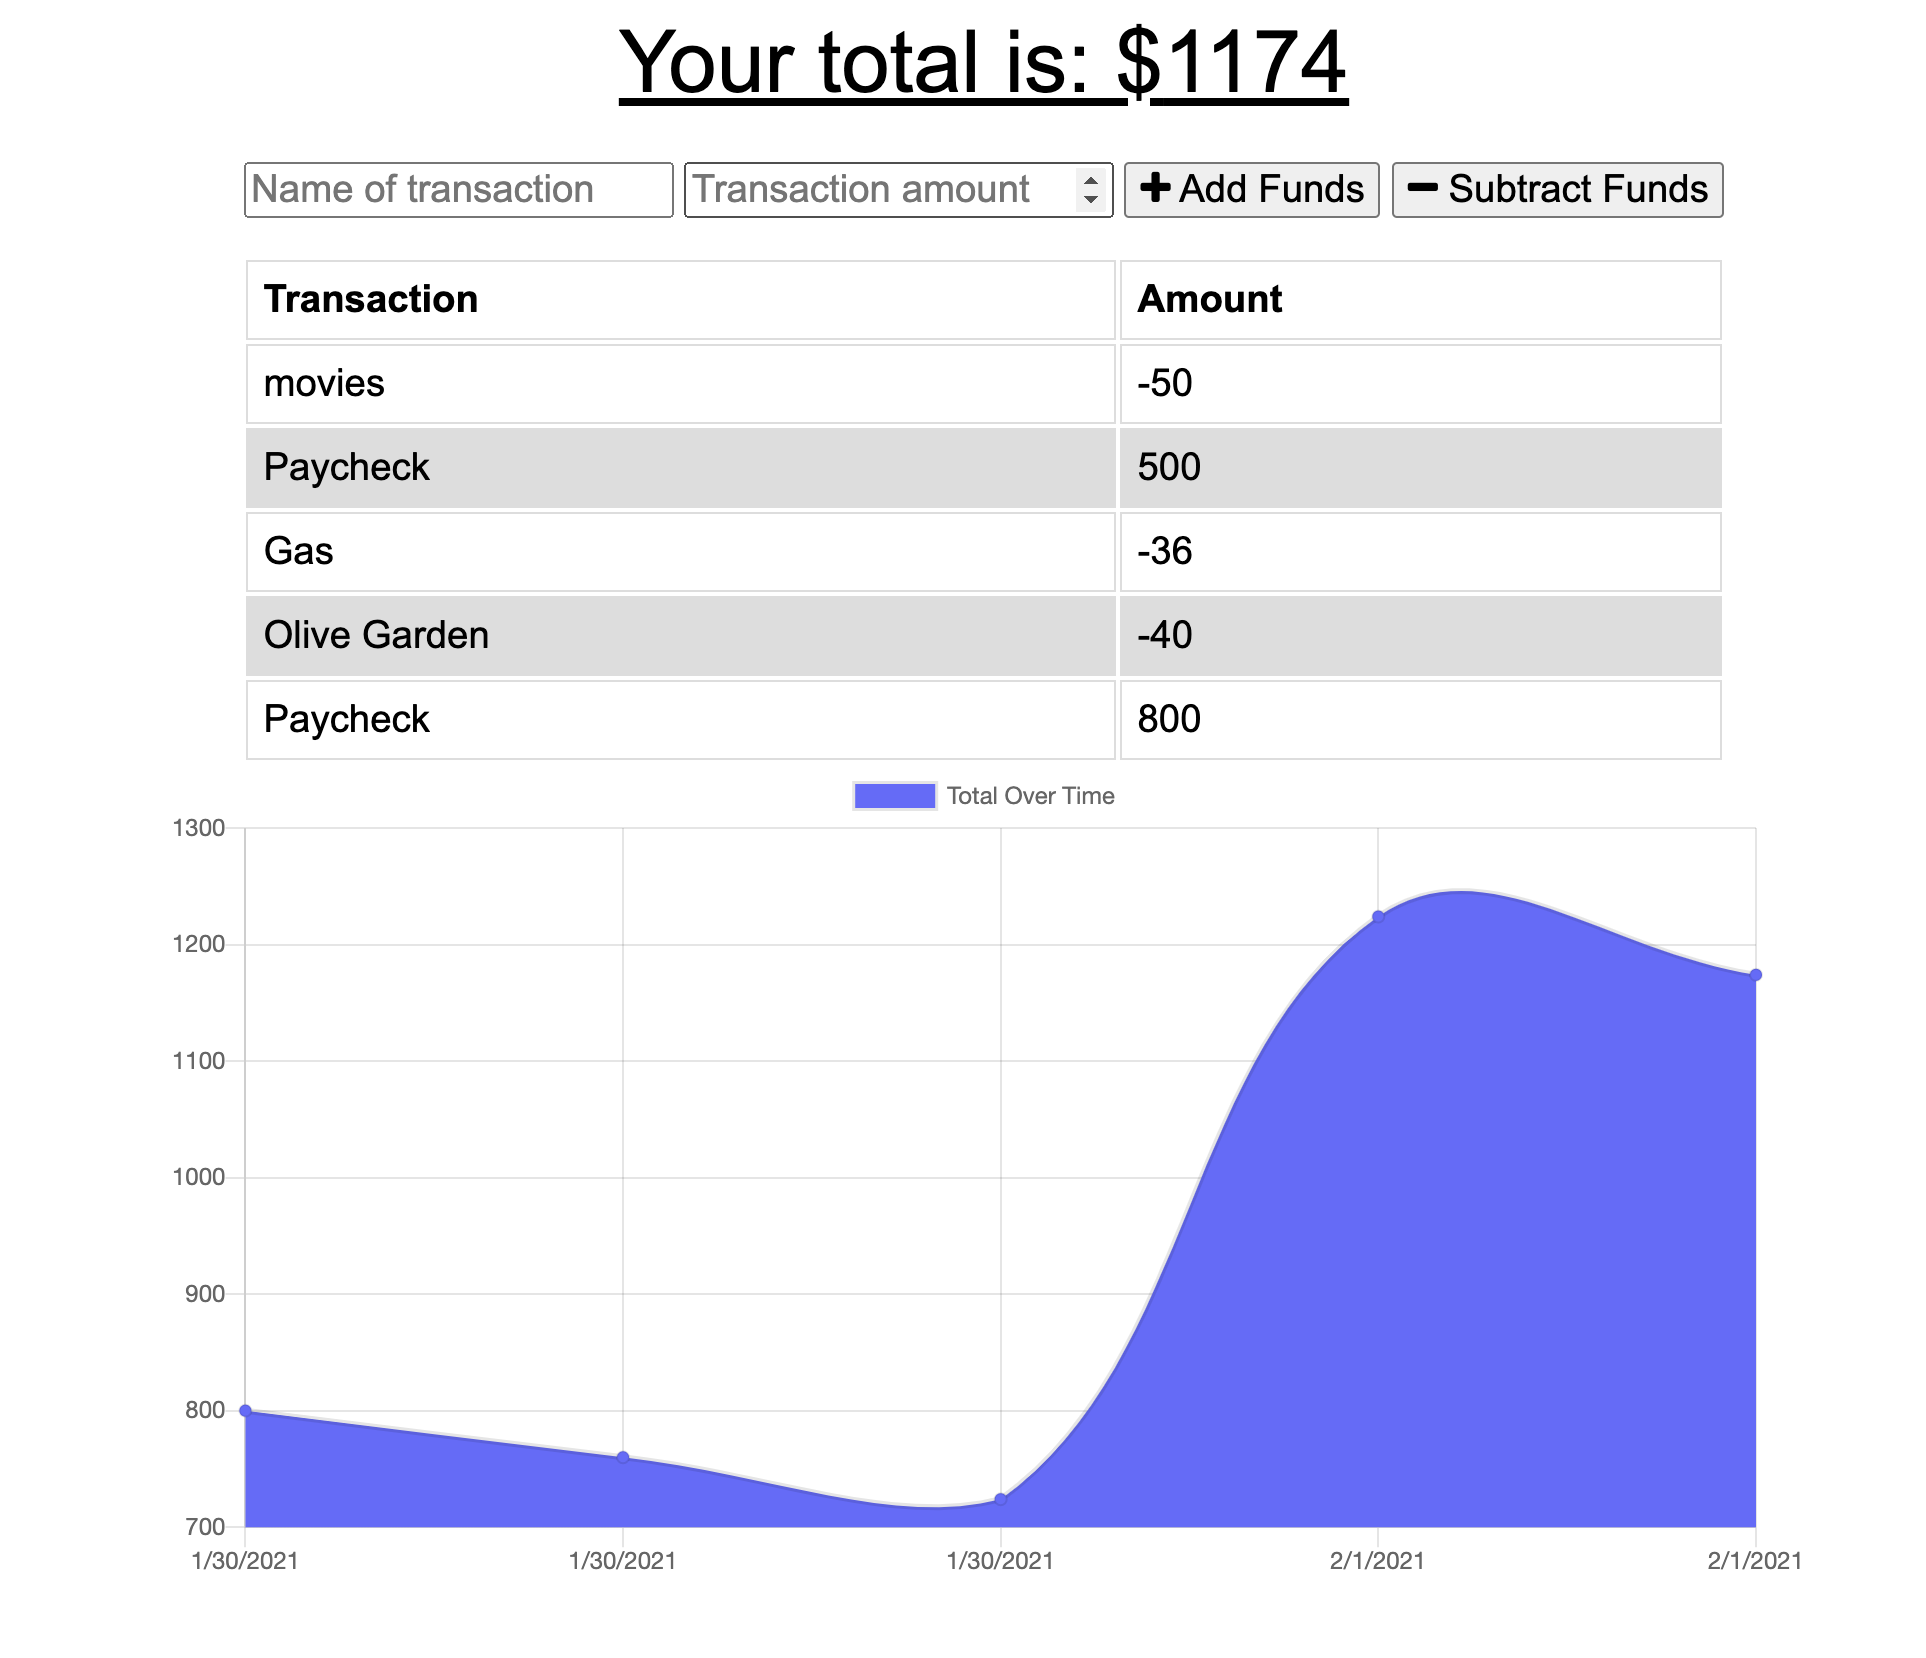 Your total is: $1174
Name of transaction Transaction amount Add Funds Subtract Funds
Transaction Amount
movies -50
Paycheck 500
Gas -36
Olive Garden -40
Paycheck 800
Total Over Time
1300
1200
1100
1000
900
800
700
1/30/2021 1/30/2021 1/30/2021 2/1/2021 2/1/2021